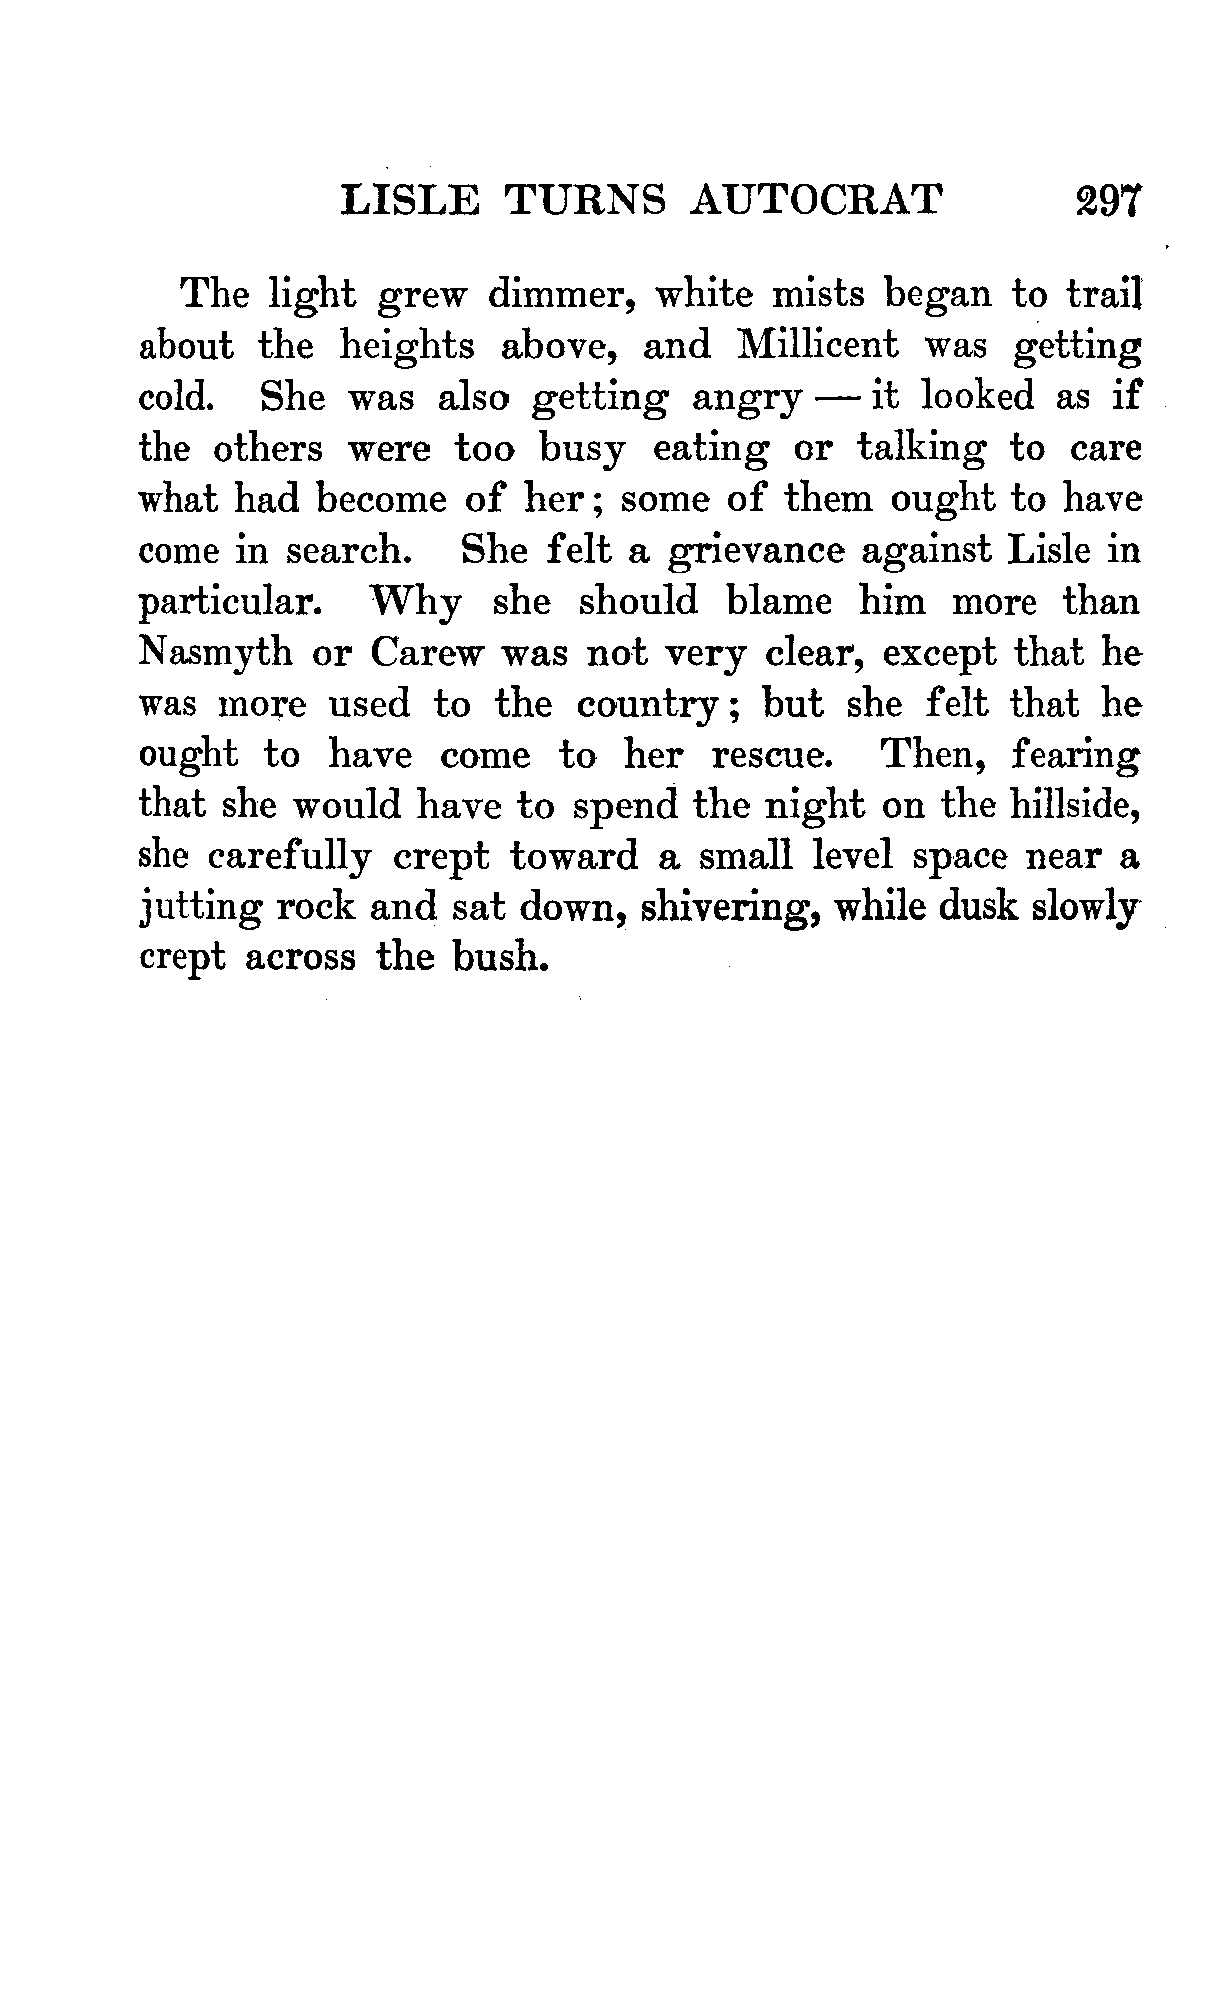 LISLE TURNS AUTOCRAT 297
The light grew dimmer, white mists began to trail
about the heights above, and Millicent was getting
cold. She was also getting angry — it looked as if
the others were too busy eating or talking to care
what had become of her; some of them ought to have
come in search. She felt a grievance against Lisle in
particular. Why she should blame him more than
Nasmyth or Carew was not very clear, except that he
was more used to the country; but she felt that he
ought to have come to her rescue. Then, fearing
that she would have to spend the night on the hillside,
she carefully crept toward a small level space near a
jutting rock and sat down, shivering, while dusk slowly
crept across the bush.